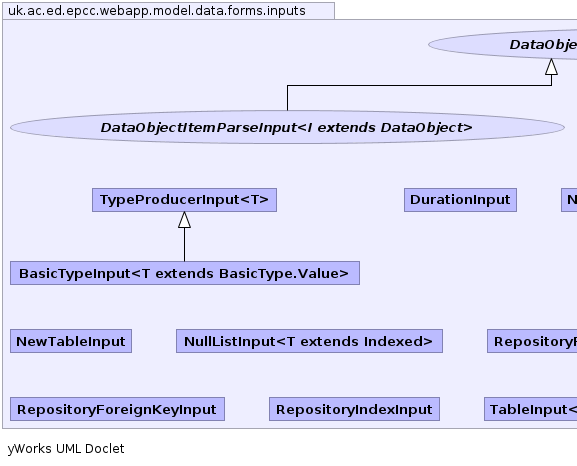 uk.ac.ed.epcc.webapp.model.data.forms.inputs
DataObje
DataObjectItemParseInput<I extends DataObject>
TypeProducerInput<T> DurationInput N
BasicTypeInput<T extends BasicType.Value>
NewTableInput NullListInput<T extends Indexed> RepositoryF
RepositoryForeignKeyInput RepositoryIndexInput TableInput<
yWorks UML Doclet